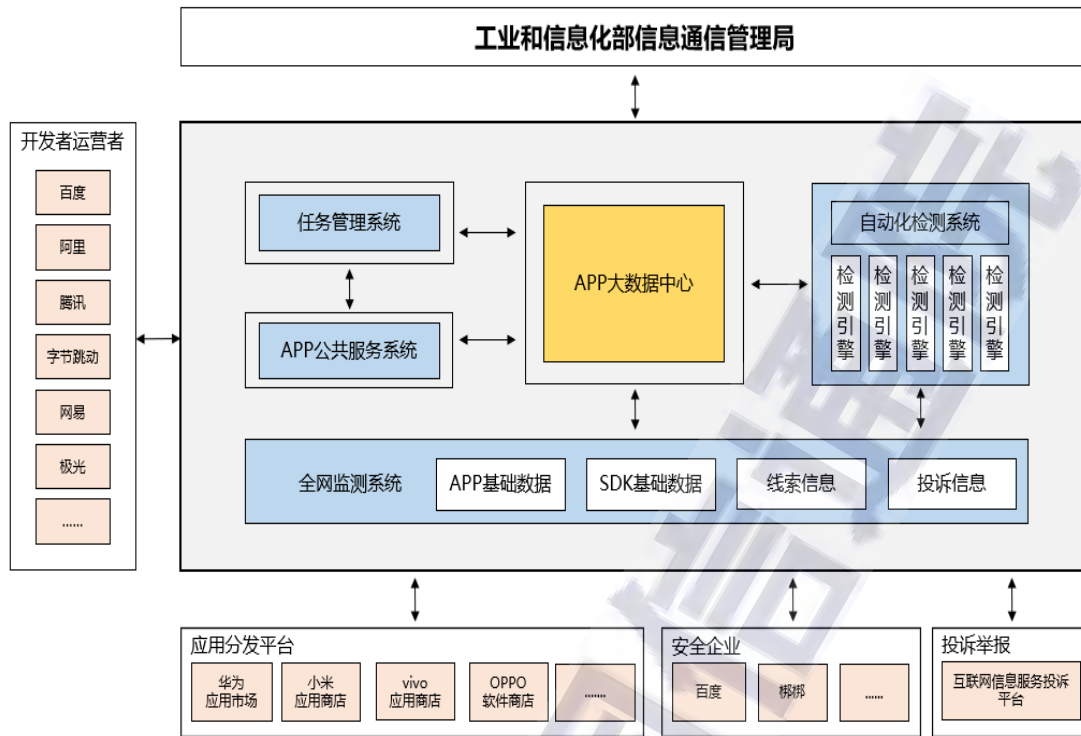 工业和信息化部信息通信管理局
开发者运营者
百度
阿里
腾讯
字节跳动
网易
极光
......
任务管理系统
APP公共服务系统
APP大数据中心
自动化检测系统
检测引擎
检测引擎
检测引擎
检测引擎
检测引擎
全网监测系统
APP基础数据
SDK基础数据
线索信息
投诉信息
应用分发平台
华为
应用市场
小米
应用商店
vivo
应用商店
OPPO
软件商店
.......
安全企业
百度
梆梆
......
投诉举报
互联网信息服务投诉
平台